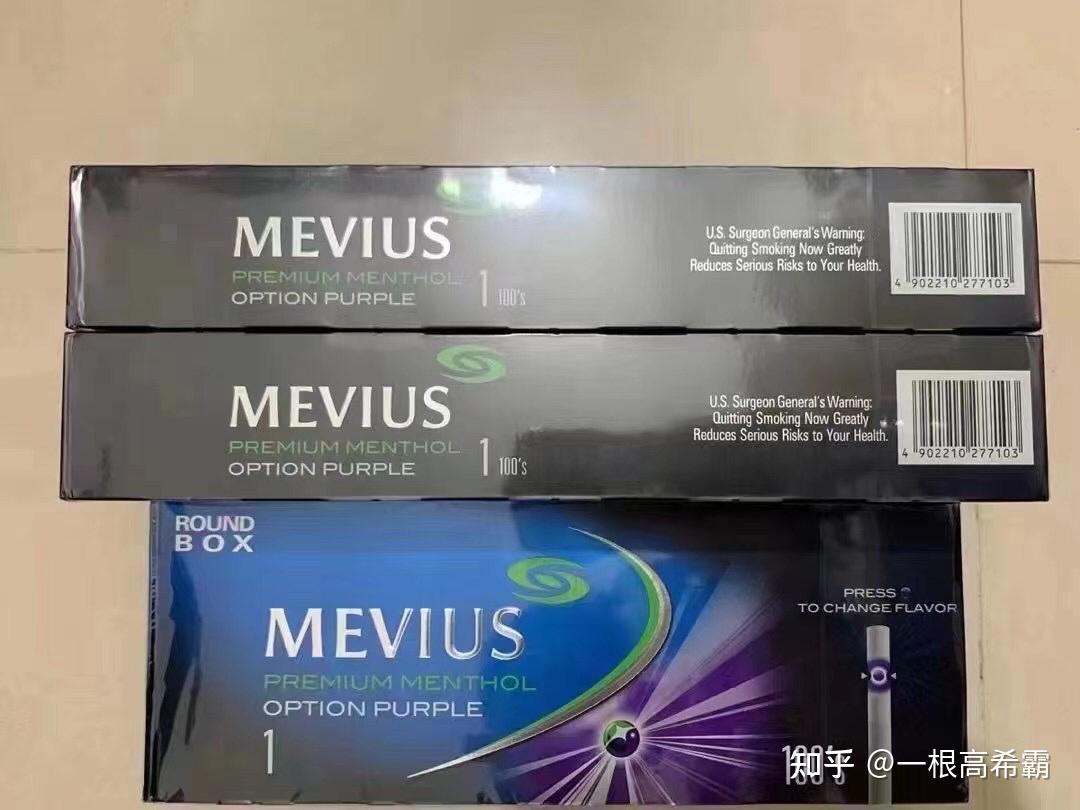 MEVIUS
PREMIUM MENTHOL
OPTION PURPLE 1 100's
U.S. Surgeon General's Warning:
Quitting Smoking Now Greatly
Reduces Serious Risks to Your Health.
4 902210 277103
MEVIUS
PREMIUM MENTHOL
OPTION PURPLE 1 100's
U.S. Surgeon General's Warning:
Quitting Smoking Now Greatly
Reduces Serious Risks to Your Health.
4 902210 277103
ROUND
BOX
MEVIUS
PREMIUM MENTHOL
OPTION PURPLE
1
PRESS
TO CHANGE FLAVOR
100's
知乎 @一根高希霸